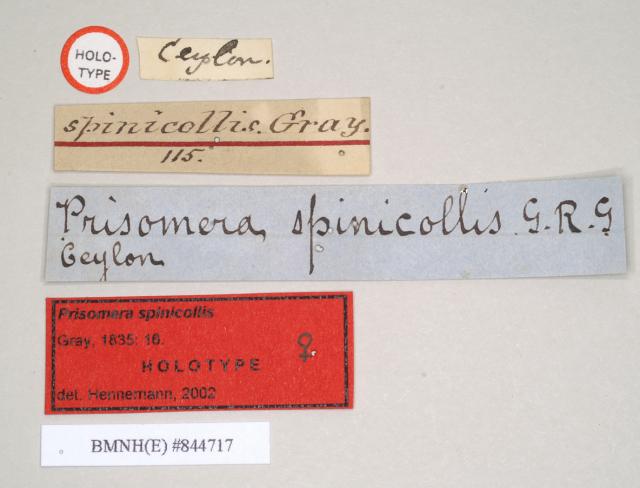 HOLO-
TYPE
Ceylon.
spinicollis. Gray.
115.
Prisomera spinicollis G.R.G
Ceylon
Prisomera spinicollis
Gray, 1835: 16.
HOLOTYPE ♀
det. Hennemann, 2002
BMNH(E) #844717